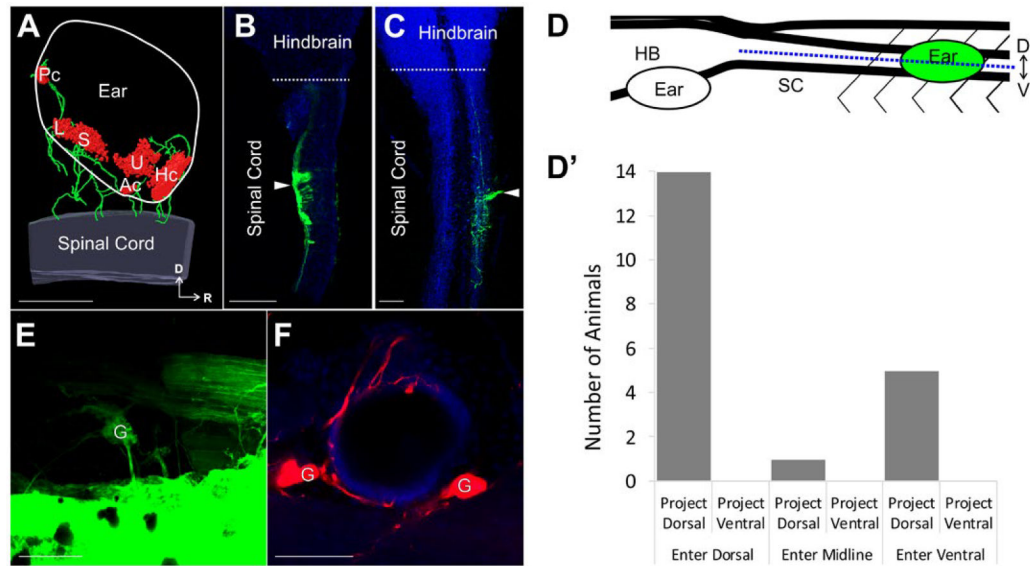 A
Ear
Pc
L
S
U
Ac
Hc
Spinal Cord
D
R
B
Hindbrain
Spinal Cord
C
Hindbrain
Spinal Cord
D
HB
Ear
SC
Ear
D
V
E
G
F
G
G
D'
Number of Animals
14
12
10
8
6
4
2
0
Project Dorsal
Project Ventral
Project Dorsal
Project Ventral
Project Dorsal
Project Ventral
Enter Dorsal
Enter Midline
Enter Ventral